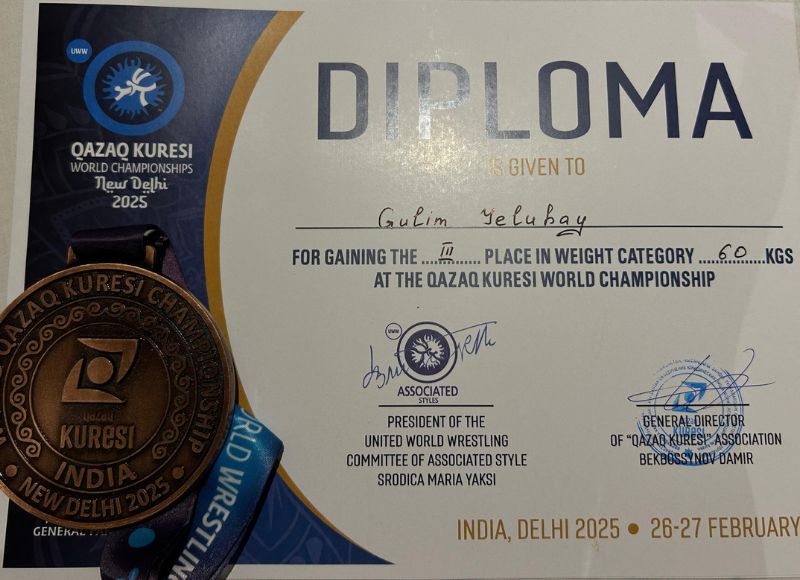 UWW
QAZAQ KURESI
WORLD CHAMPIONSHIPS
New Delhi
2025
DIPLOMA
IS GIVEN TO
Gulim Yelubay
FOR GAINING THE ....III....... PLACE IN WEIGHT CATEGORY .....60......KGS
AT THE QAZAQ KURESI WORLD CHAMPIONSHIP
UWW
ASSOCIATED
STYLES
PRESIDENT OF THE
UNITED WORLD WRESTLING
COMMITTEE OF ASSOCIATED STYLE
SRODICA MARIA YAKSI
GENERAL DIRECTOR
OF "QAZAQ KURESI" ASSOCIATION
BEKBOSSYNOV DAMIR
INDIA, DELHI 2025 • 26-27 FEBRUARY
QAZAQ KURESI CHAMPIONSHIP
Qazaq
KURESI
INDIA
• NEW DELHI 2025 •
WORLD WRESTLING
GENERAL